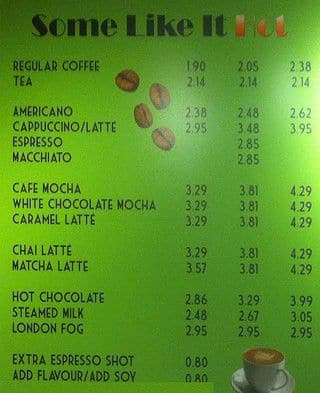 Some Like It Hot
REGULAR COFFEE 1.90 2.05 2.38
TEA 2.14 2.14 2.14
AMERICANO 2.38 2.48 2.62
CAPPUCCINO/LATTE 2.95 3.48 3.95
ESPRESSO 2.85
MACCHIATO 2.85
CAFE MOCHA 3.29 3.81 4.29
WHITE CHOCOLATE MOCHA 3.29 3.81 4.29
CARAMEL LATTE 3.29 3.81 4.29
CHAI LATTE 3.29 3.81 4.29
MATCHA LATTE 3.57 3.81 4.29
HOT CHOCOLATE 2.86 3.29 3.99
STEAMED MILK 2.48 2.67 3.05
LONDON FOG 2.95 2.95 2.95
EXTRA ESPRESSO SHOT 0.80
ADD FLAVOUR/ADD SOY 0.80